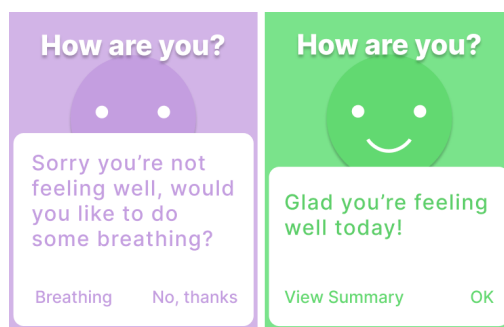 How are you?
Sorry you're not
feeling well, would
you like to do
some breathing?
Breathing
No, thanks
How are you?
Glad you're feeling
well today!
View Summary
OK